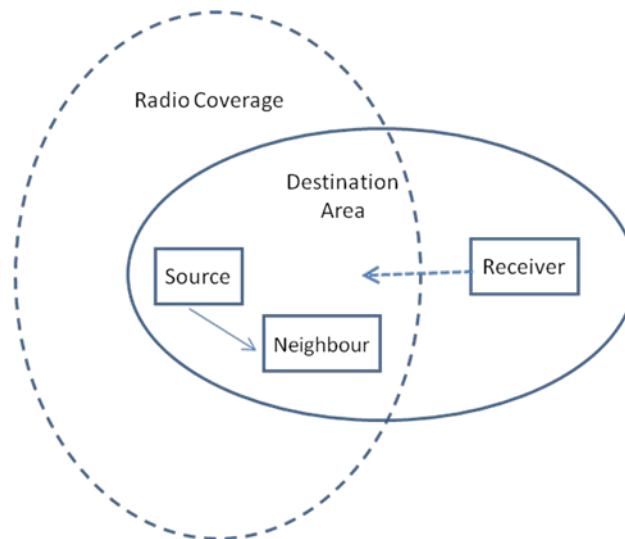 Radio Coverage
Destination
Area
Source
Receiver
Neighbour